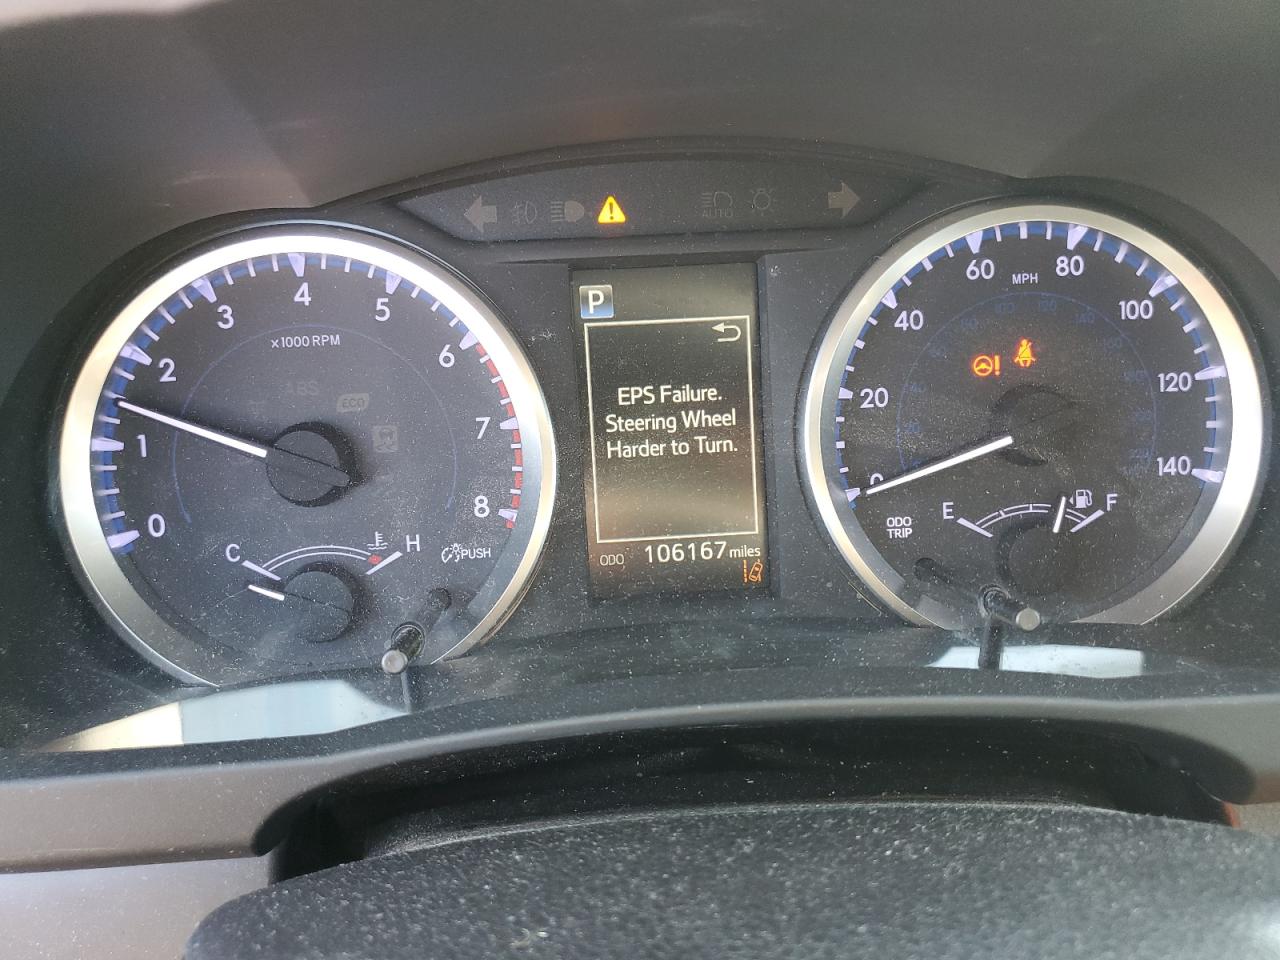 AUTO
0
1
2
3
4
5
6
7
8
x1000 RPM
ECO
C
H
PUSH
P
EPS Failure.
Steering Wheel
Harder to Turn.
ODO 106167 miles
0
20
40
60
80
100
120
140
MPH
ODO
TRIP
E
F